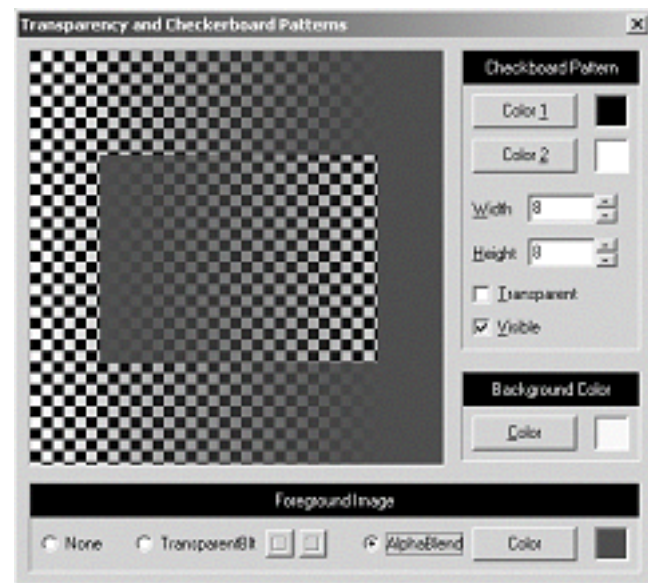 Transparency and Checkerboard Patterns
Checkboard Pattern
Color 1
Color 2
Width 8
Height 8
Transparent
Visible
Background Color
Color
Foreground Image
None TransparentBlt AlphaBlend Color